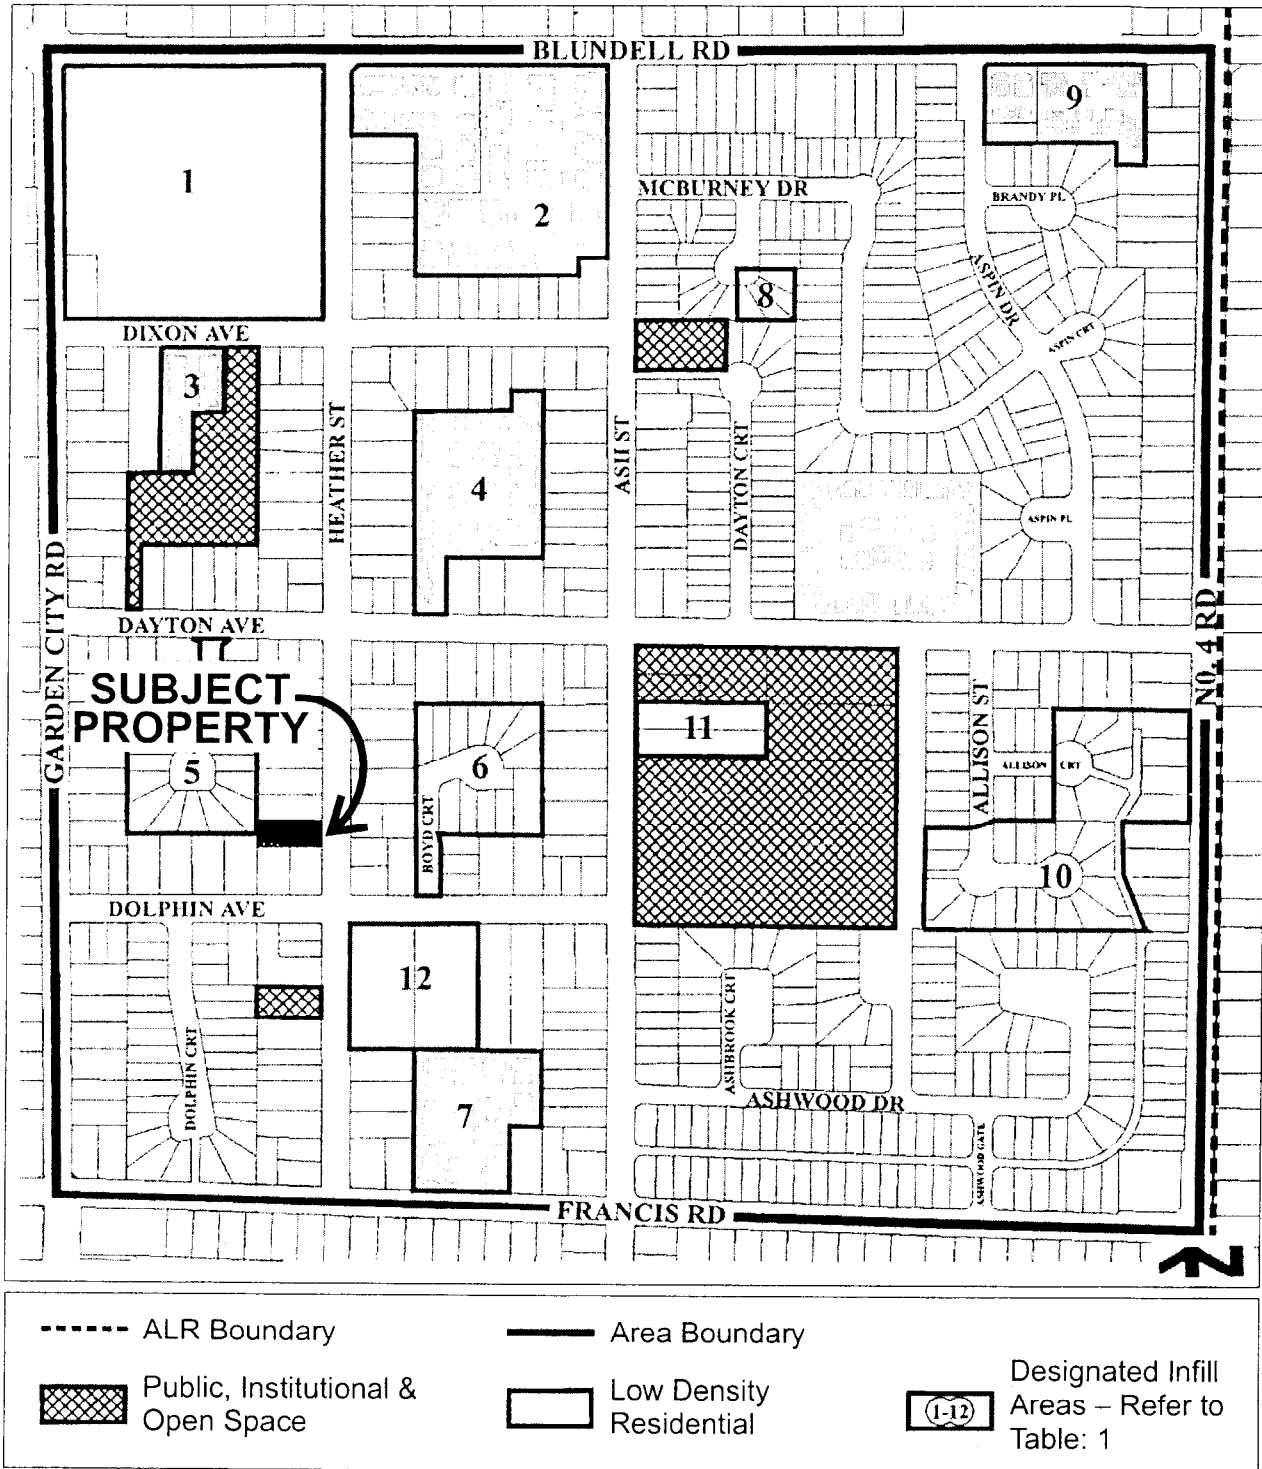 BLUNDELL RD
1
2
9
MCBURNEY DR
BRANDY PL
8
ASPIN DR
ASPIN CRT
DIXON AVE
3
HEATHER ST
4
ASH ST
DAYTON CRT
ASPIN PL
GARDEN CITY RD
DAYTON AVE
NO. 4 RD
SUBJECT
PROPERTY
5
6
11
ALLISON ST
ALLISON CRT
BOYD CRT
10
DOLPHIN AVE
12
DOLPHIN CRT
ASHBROOK CRT
7
ASHWOOD DR
ASHWOOD GATE
FRANCIS RD
N
ALR Boundary
Area Boundary
Public, Institutional &
Open Space
Low Density
Residential
1-12
Designated Infill
Areas – Refer to
Table: 1